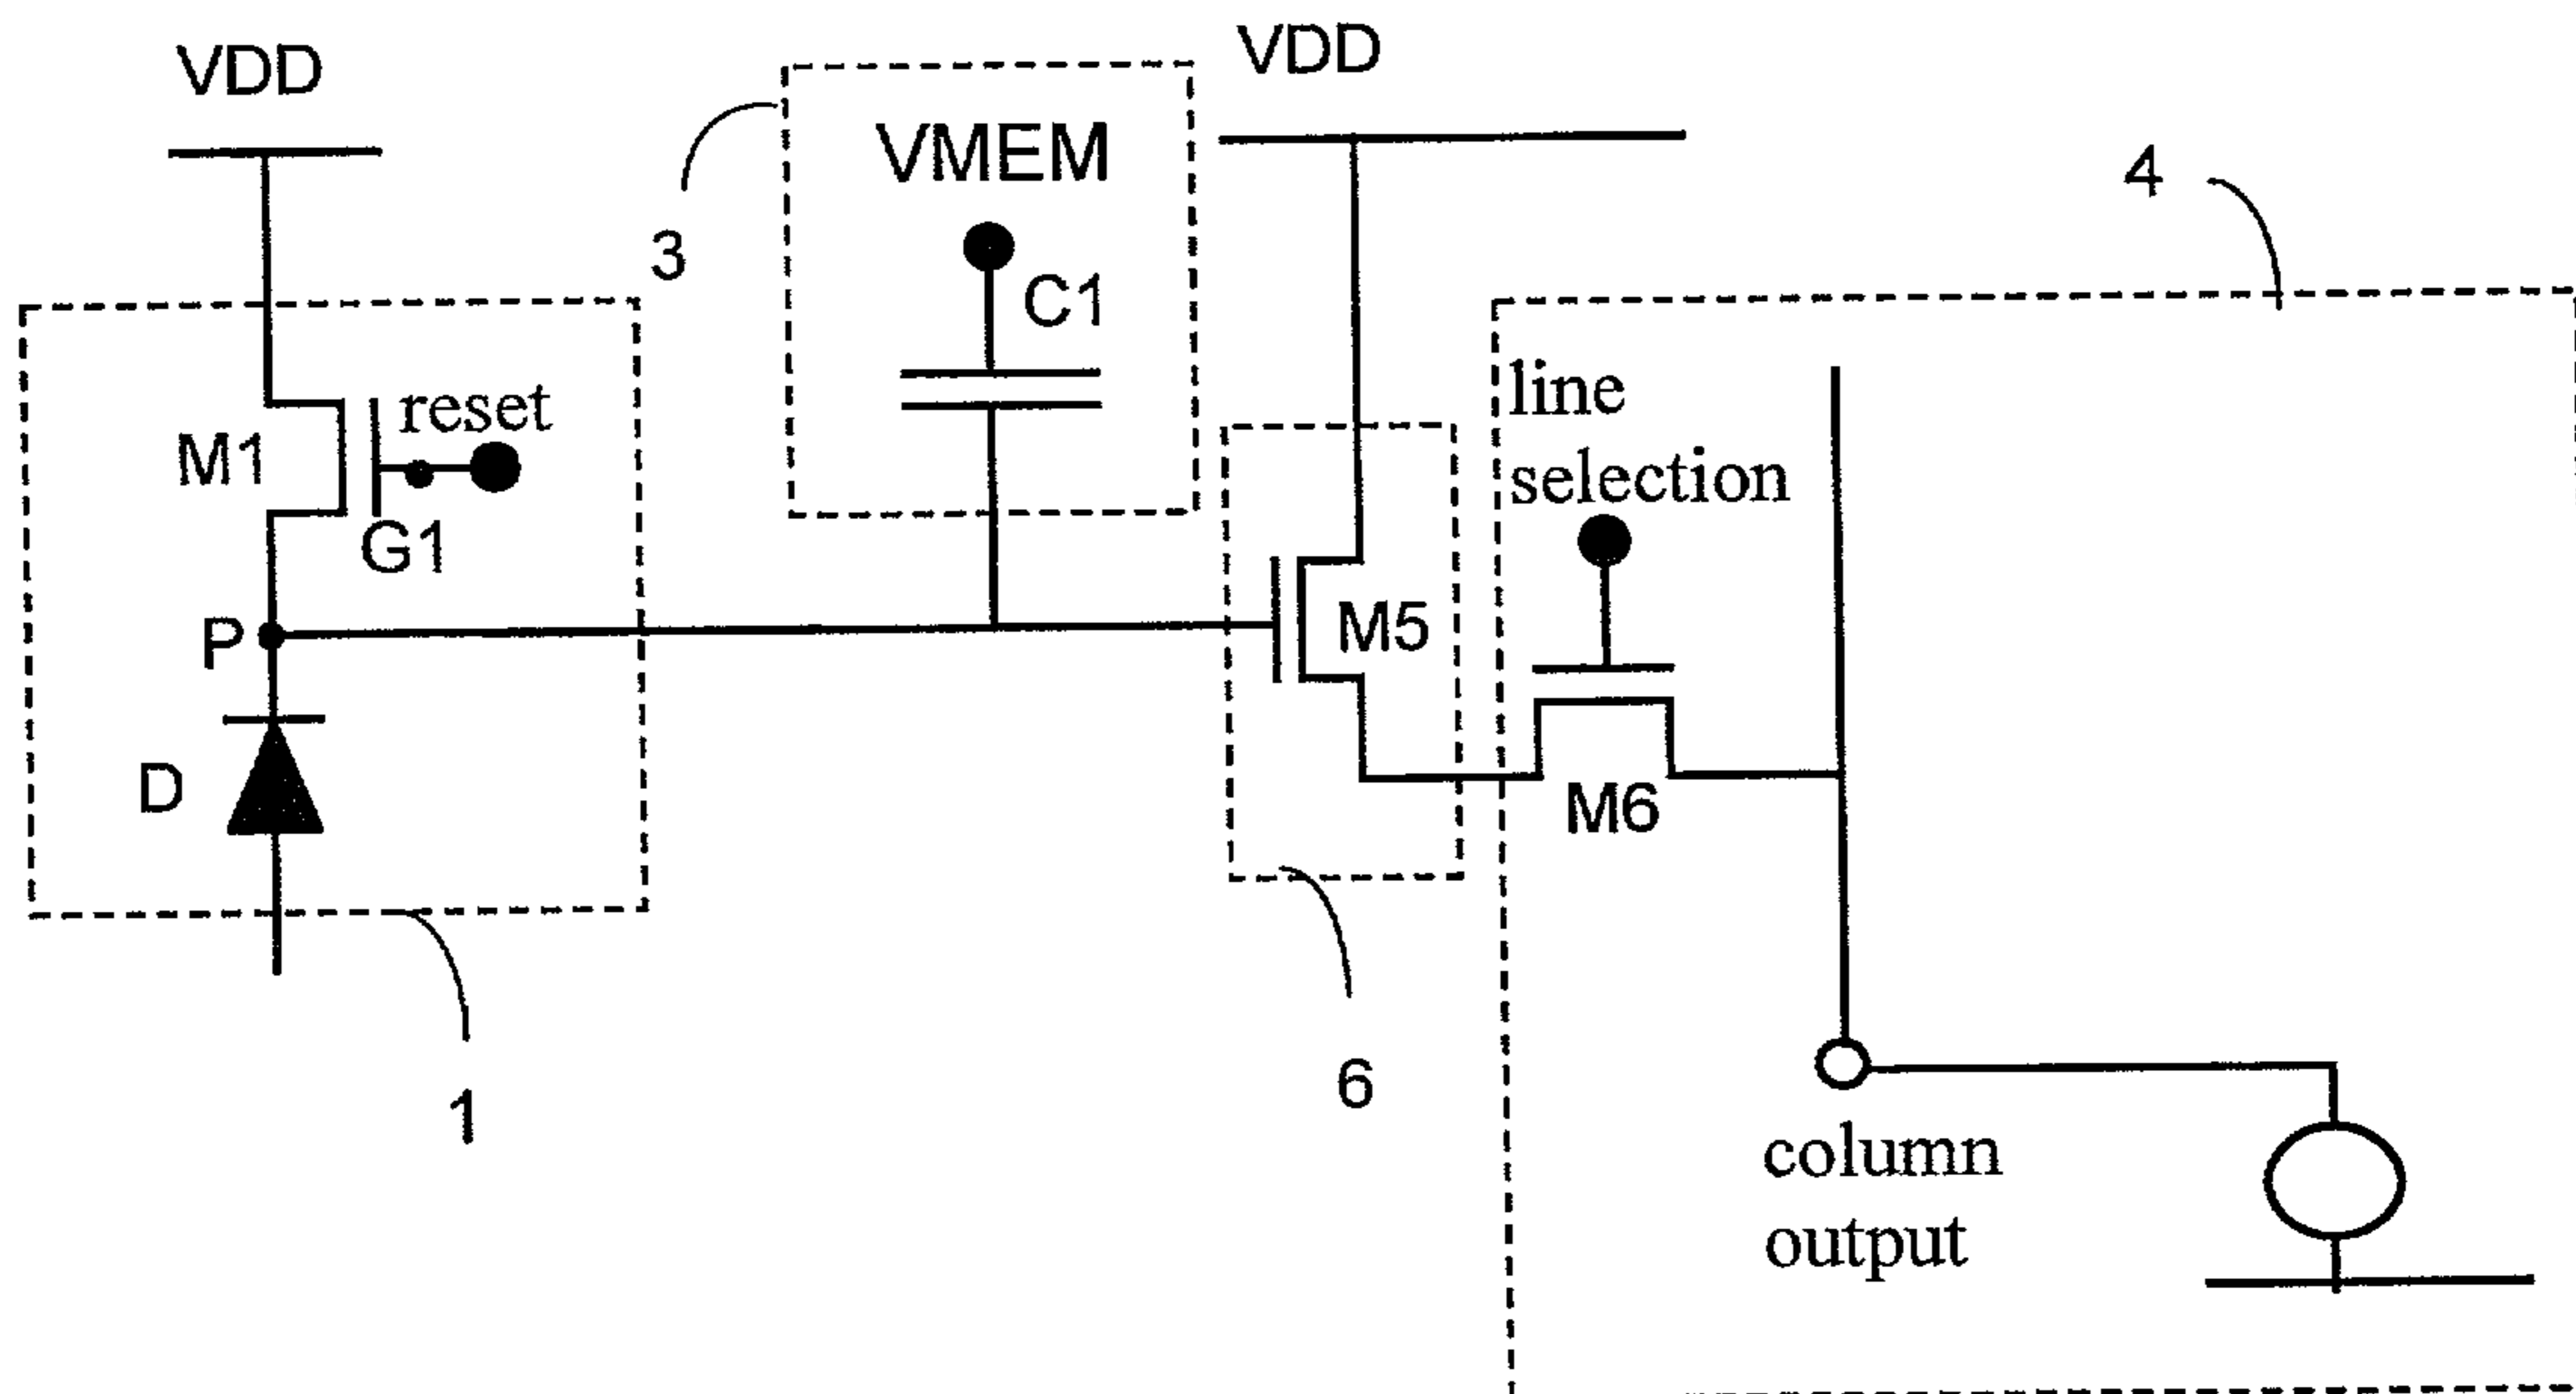 VDD
VDD
VMEM
4
3
C1
line
selection
reset
M1
G1
P
M5
D
M6
6
1
column
output